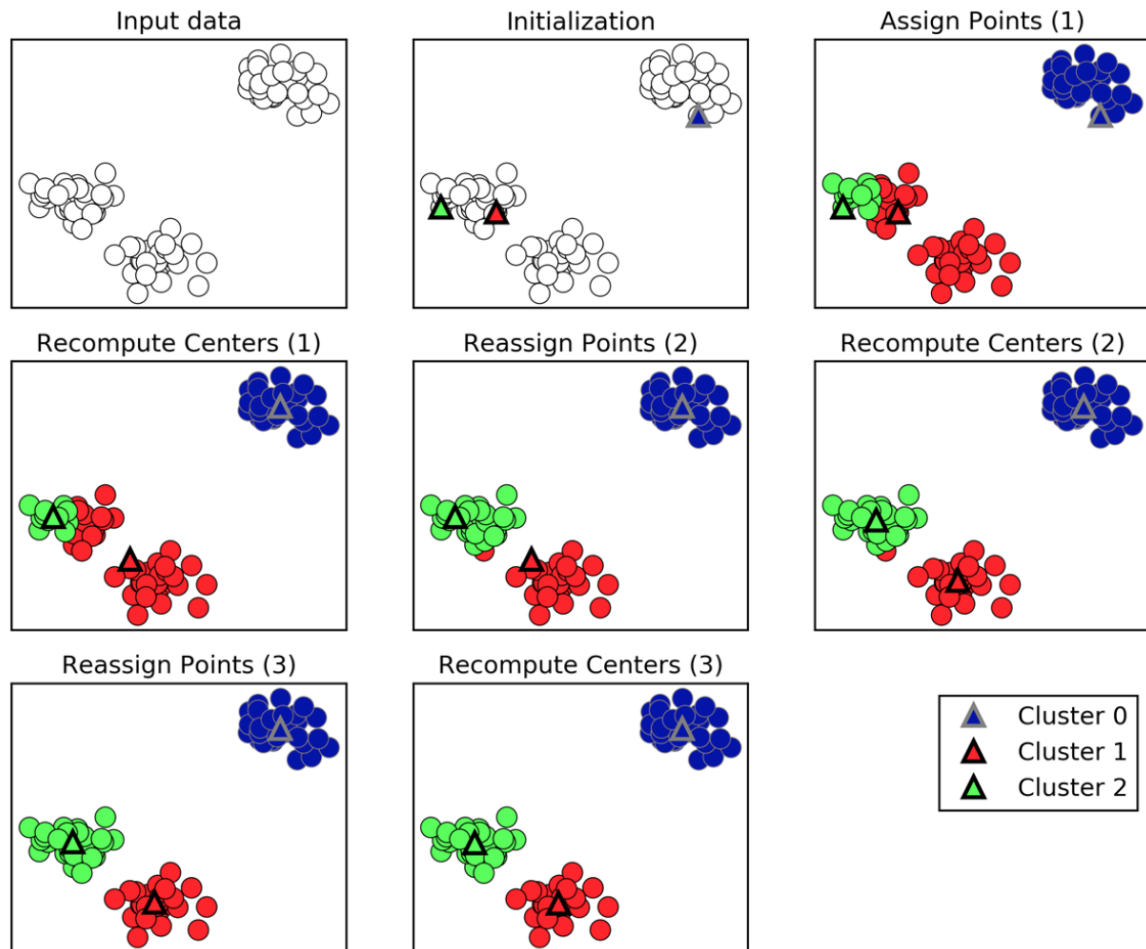 Input data
Initialization
Assign Points (1)
Recompute Centers (1)
Reassign Points (2)
Recompute Centers (2)
Reassign Points (3)
Recompute Centers (3)
Cluster 0
Cluster 1
Cluster 2